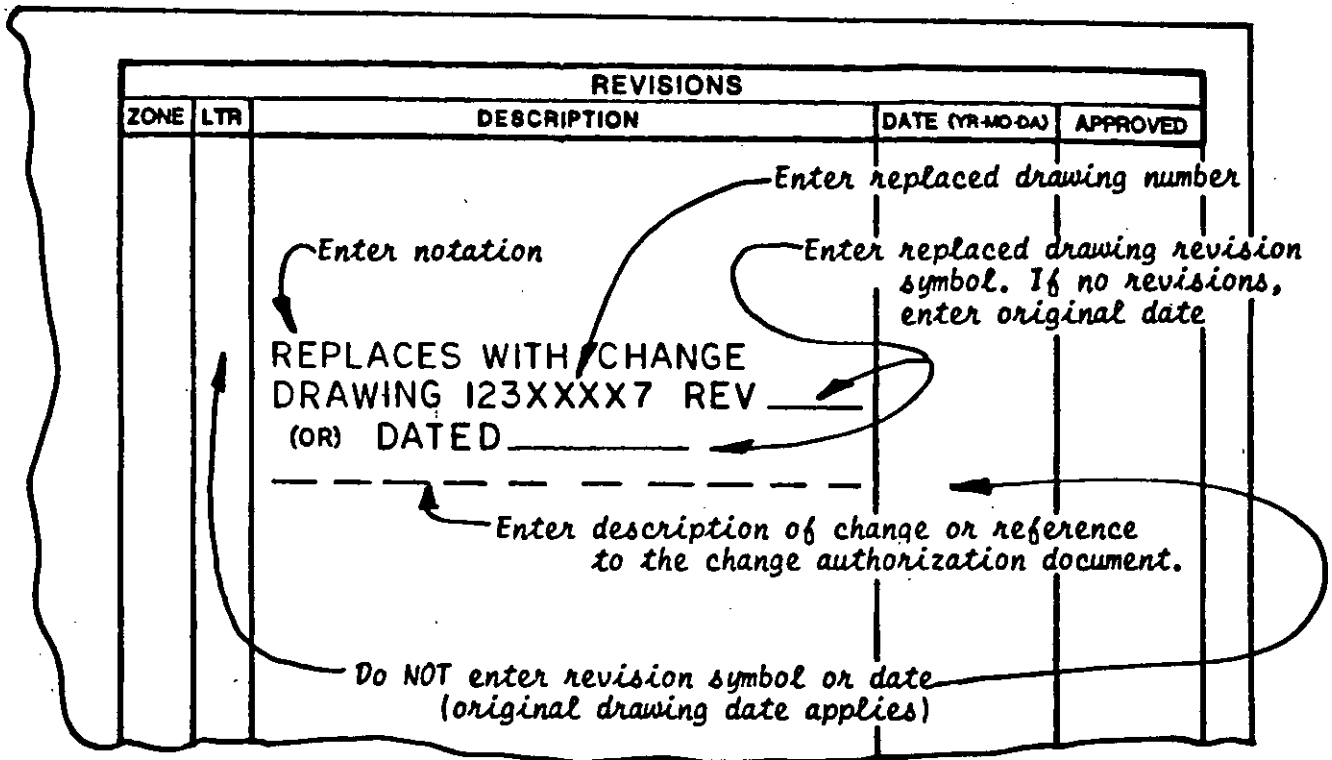 REVISIONS
ZONE LTR DESCRIPTION DATE (YR-MO-DA) APPROVED
Enter replaced drawing number
Enter notation
Enter replaced drawing revision
symbol. If no revisions,
enter original date
REPLACES WITH CHANGE
DRAWING 123XXXX7 REV
(OR) DATED
Enter description of change or reference
to the change authorization document.
Do NOT enter revision symbol or date
(original drawing date applies)